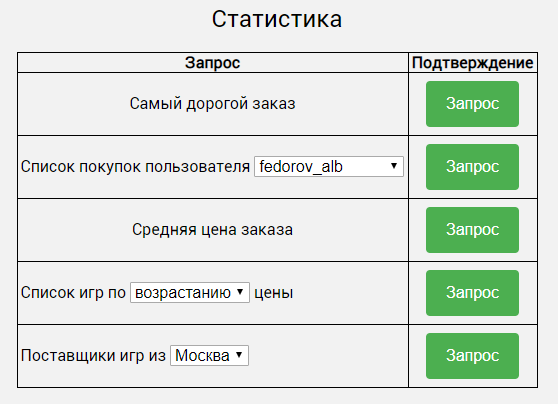 Статистика
Запрос Подтверждение
Самый дорогой заказ Запрос
Список покупок пользователя fedorov_alb Запрос
Средняя цена заказа Запрос
Список игр по возрастанию цены Запрос
Поставщики игр из Москва Запрос